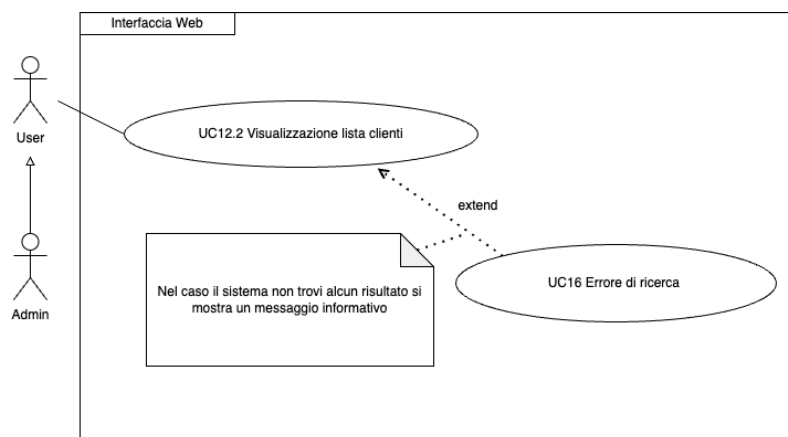 Interfaccia Web
User
UC12.2 Visualizzazione lista clienti
extend
Nel caso il sistema non trovi alcun risultato si
mostra un messaggio informativo
UC16 Errore di ricerca
Admin